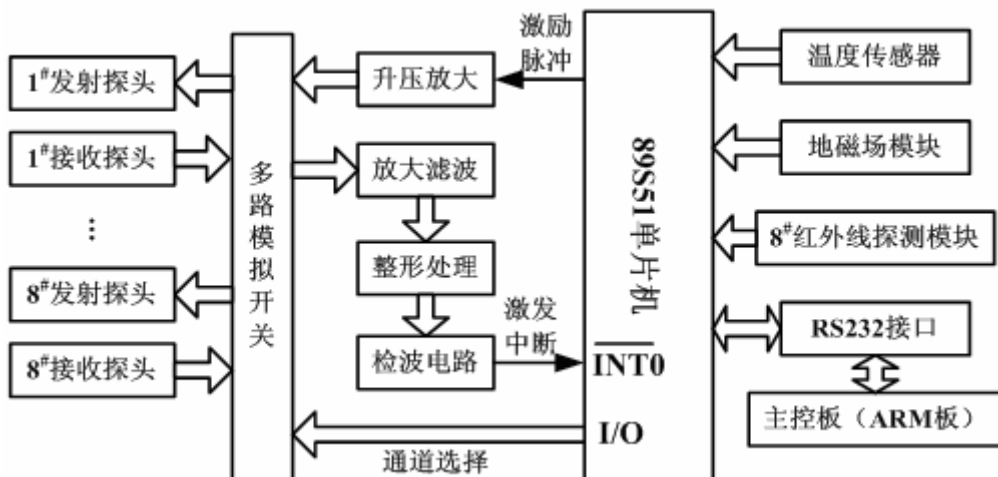 1#发射探头
1#接收探头
⋮
8#发射探头
8#接收探头
多路模拟开关
升压放大
放大滤波
整形处理
检波电路
激励
脉冲
激发
中断
通道选择
89S51单片机
INT0
I/O
温度传感器
地磁场模块
8#红外线探测模块
RS232接口
主控板（ARM板）